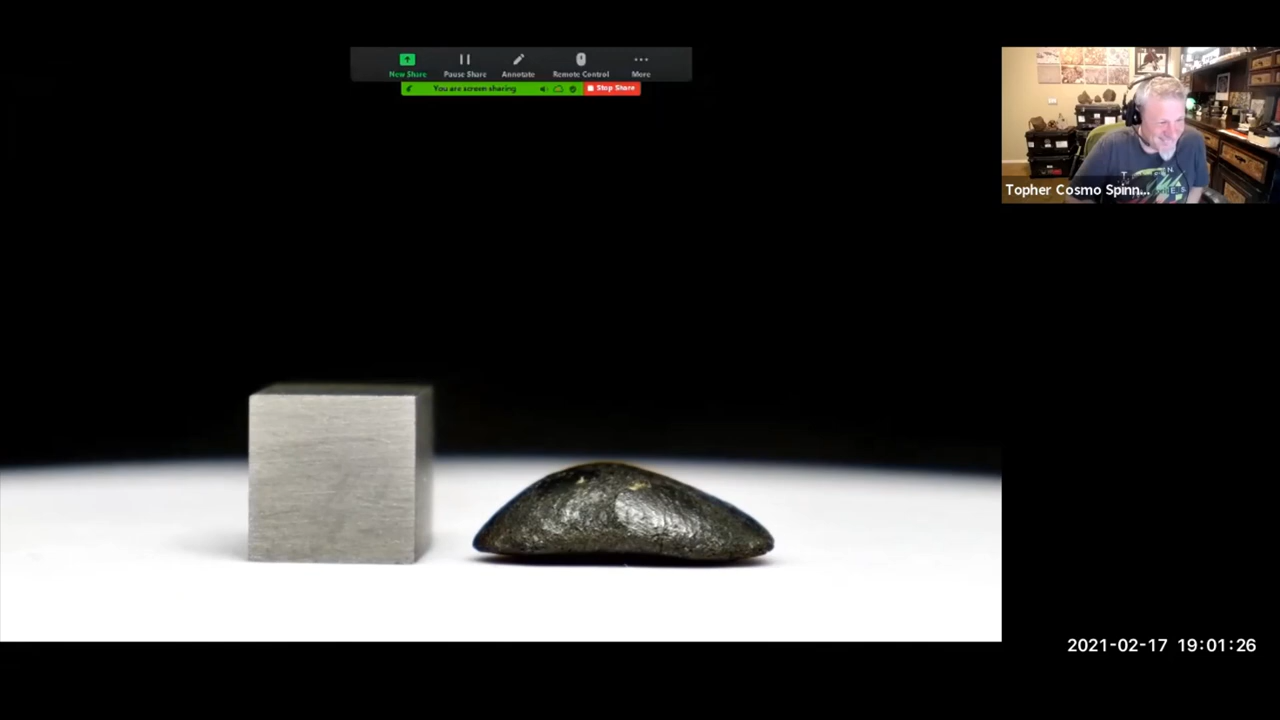 New Share
Pause Share
Annotate
Remote Control
More
You are screen sharing
Stop Share
Topher Cosmo Spinn...
2021-02-17 19:01:26